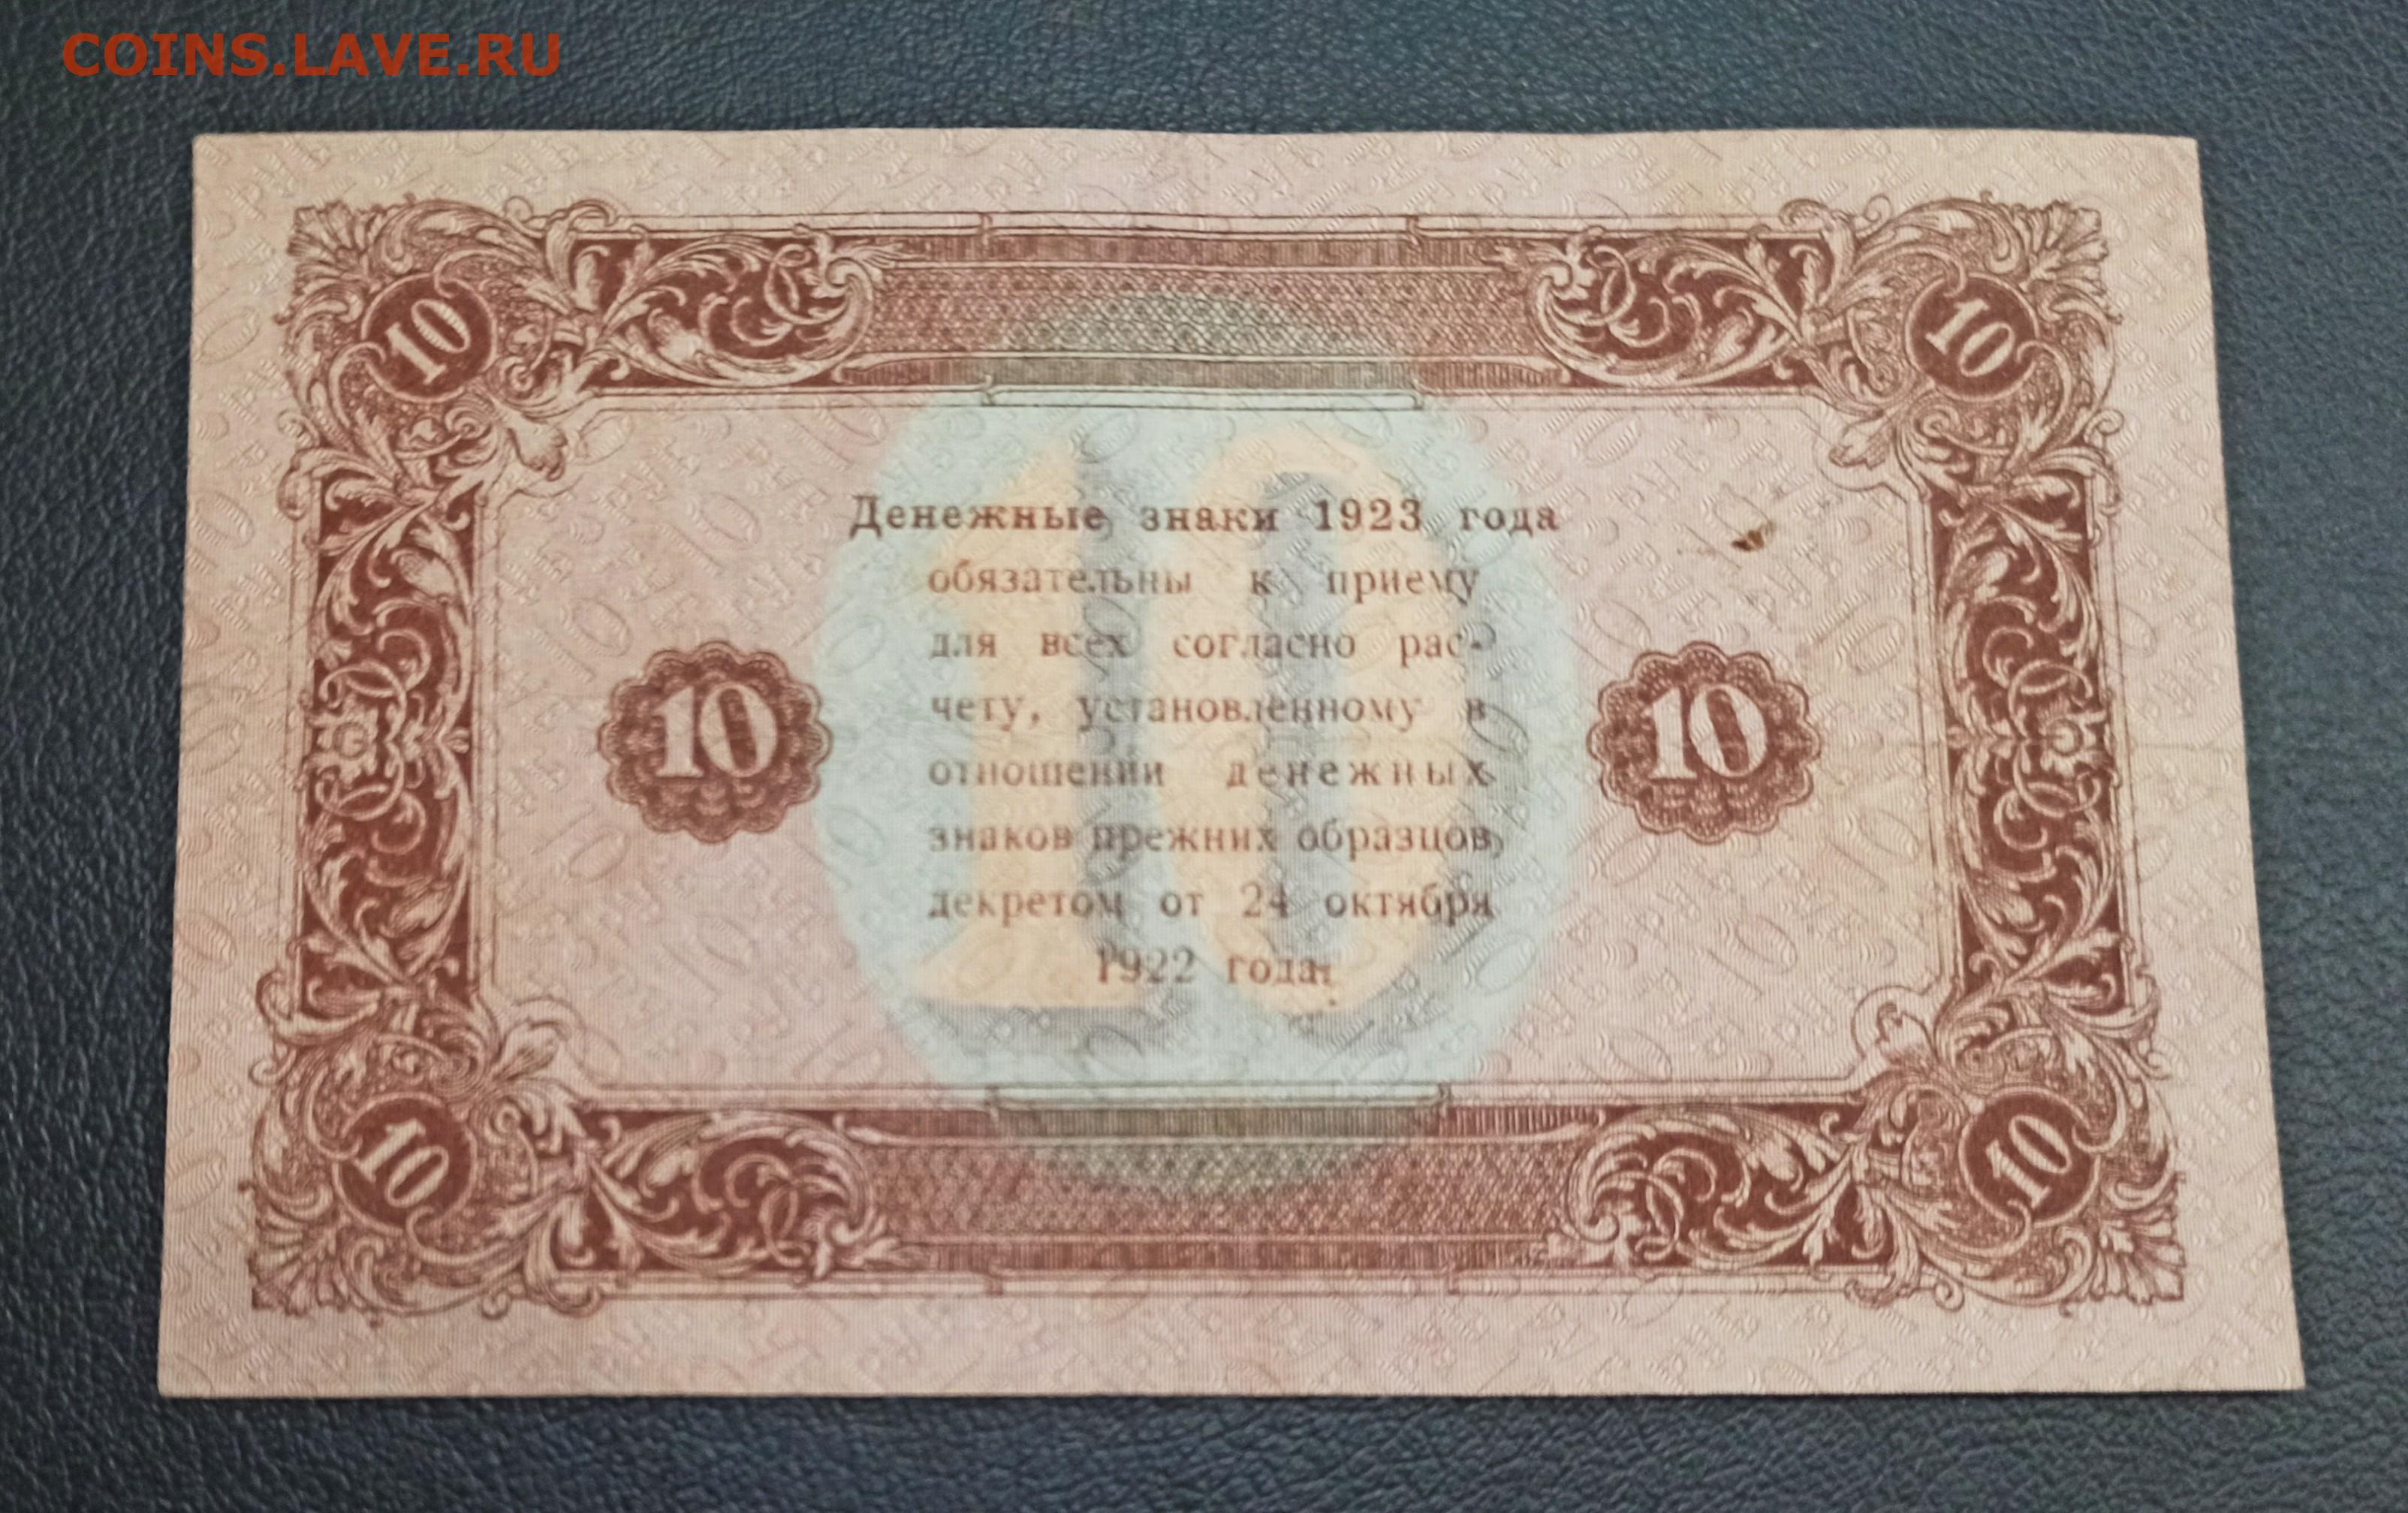 COINS.LAVE.RU
10 10
10
Денежные знаки 1923 года
обязательны к приему
для всех согласно рас-
чету, установленному в
отношении денежных
знаков прежних образцов
декретом от 24 октября
1922 года.
10 10
10 10